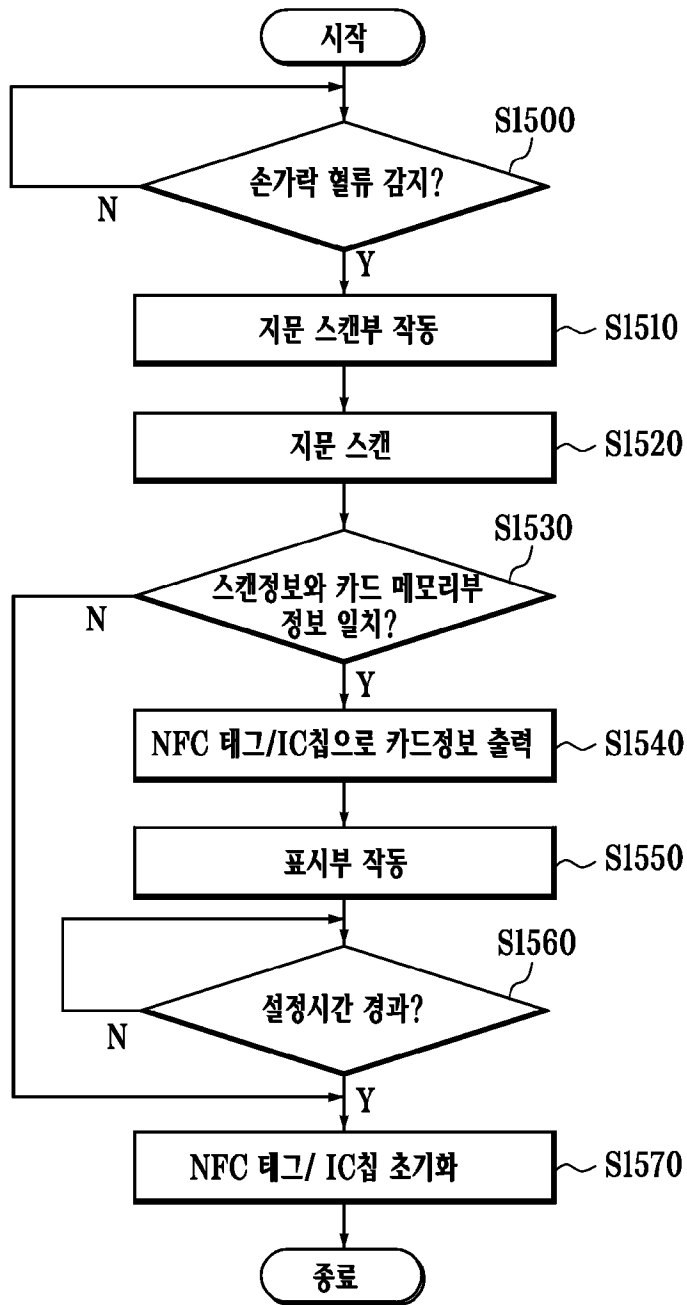 시작
S1500
손가락 혈류 감지?
N
Y
지문 스캔부 작동
S1510
지문 스캔
S1520
S1530
스캔정보와 카드 메모리부
정보 일치?
N
Y
NFC 태그/IC칩으로 카드정보 출력
S1540
표시부 작동
S1550
S1560
설정시간 경과?
N
Y
NFC 태그/ IC칩 초기화
S1570
종료